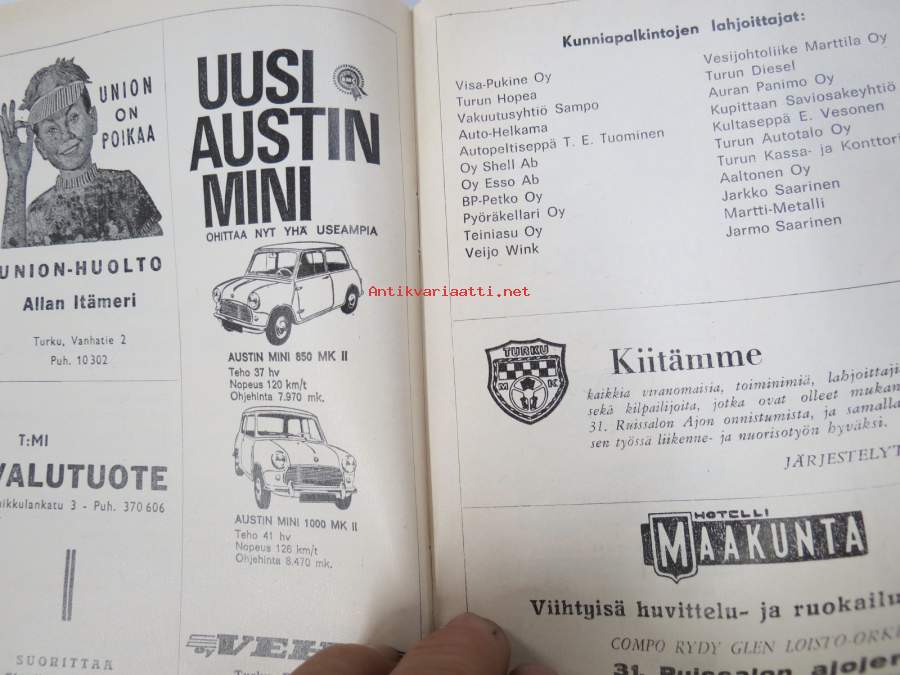 UNION
ON
POIKAA
UNION-HUOLTO
Allan Itämeri
Turku, Vanhatie 2
Puh. 10 302
T:MI
VALUTUOTE
Puh. 370 606
SUORITTAA
UUSI
AUSTIN
MINI
OHITTAA NYT YHÄ USEAMPIA
AUSTIN MINI 850 MK II
Teho 37 hv
Nopeus 120 km/t
Ohjehinta 7.970 mk.
AUSTIN MINI 1000 MK II
Teho 41 hv
Nopeus 126 km/t
Ohjehinta 8.470 mk.
OY VEHO
Antikvariaatti.net
Kunniapalkintojen lahjoittajat:
Visa-Pukine Oy
Turun Hopea
Vakuutusyhtiö Sampo
Auto-Helkama
Autopeltiseppä T. E. Tuominen
Oy Shell Ab
Oy Esso Ab
BP-Petko Oy
Pyöräkellari Oy
Teiniasu Oy
Veijo Wink
Vesijohtoliike Marttila Oy
Turun Diesel
Auran Panimo Oy
Kupittaan Saviosakeyhtiö
Kultaseppä E. Vesonen
Turun Autotalo Oy
Turun Kassa- ja Konttori
Aaltonen Oy
Jarkko Saarinen
Martti-Metalli
Jarmo Saarinen
TURKU
M K
Kiitämme
kaikkia viranomaisia, toiminimiä, lahjoittaji
sekä kilpailijoita, jotka ovat olleet mukan
31. Ruissalon Ajon onnistumista, ja samalla
sen työssä liikenne- ja nuorisotyön hyväksi.
JÄRJESTELYT
HOTELLI
MAAKUNTA
Viihtyisä huvittelu- ja ruokailu
COMPO RYDY GLEN LOISTO-ORKE
31. Ruissalon ajojen